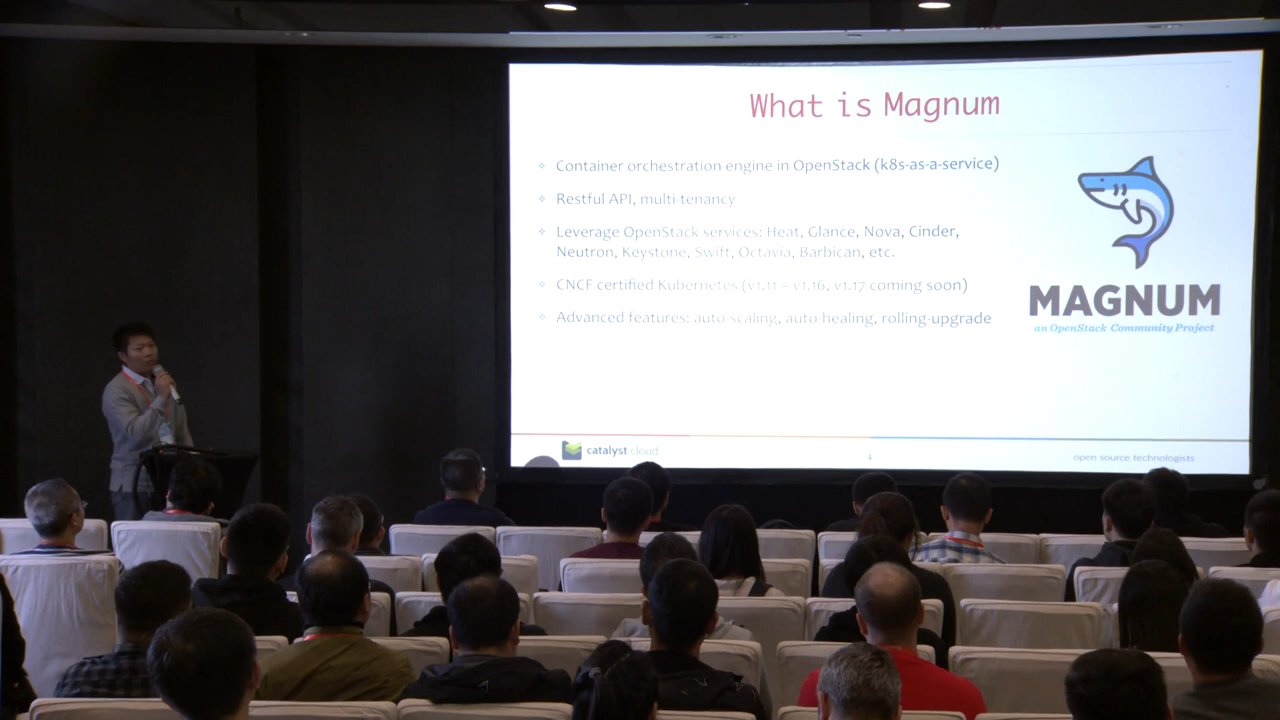 What is Magnum
Container orchestration engine in OpenStack (k8s-as-a-service)
Restful API, multi tenancy
Leverage OpenStack services: Heat, Glance, Nova, Cinder,
Neutron, Keystone, Swift, Octavia, Barbican, etc.
CNCF certified Kubernetes (v1.11 – v1.16, v1.17 coming soon)
Advanced features: auto scaling, auto healing, rolling-upgrade
MAGNUM
an OpenStack Community Project
catalyst cloud
4
open source technologists